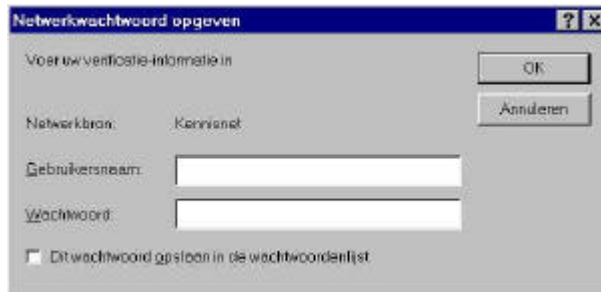 Netwerkwachtwoord opgeven
Voer uw verificatie-informatie in
OK
Annuleren
Netwerkbron: Kennisnet
Gebruikersnaam:
Wachtwoord:
Dit wachtwoord opslaan in de wachtwoordenlijst